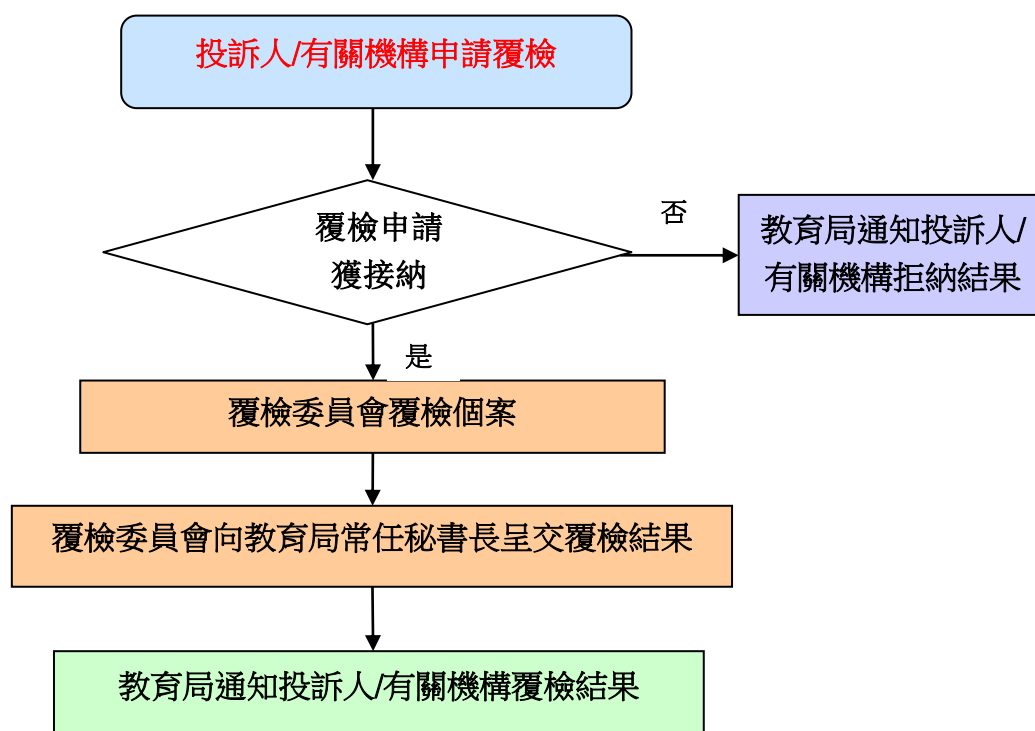 投訴人/有關機構申請覆檢
覆檢申請
獲接納
否
教育局通知投訴人/
有關機構拒納結果
是
覆檢委員會覆檢個案
覆檢委員會向教育局常任秘書長呈交覆檢結果
教育局通知投訴人/有關機構覆檢結果